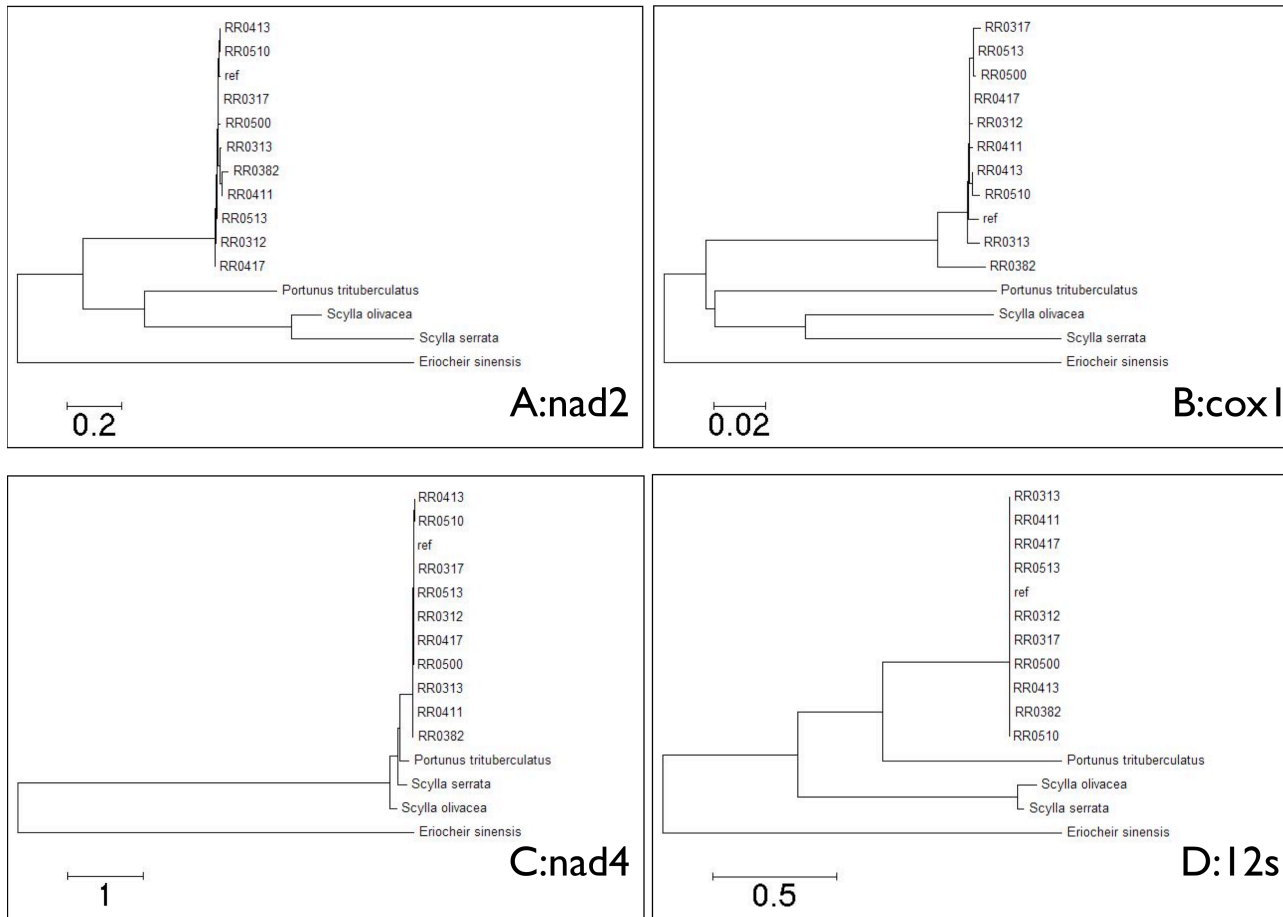 RR0413
RR0510
ref
RR0317
RR0500
RR0313
RR0382
RR0411
RR0513
RR0312
RR0417
Portunus trituberculatus
Scylla olivacea
Scylla serrata
Eriocheir sinensis
0.2
A:nad2
RR0317
RR0513
RR0500
RR0417
RR0312
RR0411
RR0413
RR0510
ref
RR0313
RR0382
Portunus trituberculatus
Scylla olivacea
Scylla serrata
Eriocheir sinensis
0.02
B:cox1
RR0413
RR0510
ref
RR0317
RR0513
RR0312
RR0417
RR0500
RR0313
RR0411
RR0382
Portunus trituberculatus
Scylla serrata
Scylla olivacea
Eriocheir sinensis
1
C:nad4
RR0313
RR0411
RR0417
RR0513
ref
RR0312
RR0317
RR0500
RR0413
RR0382
RR0510
Portunus trituberculatus
Scylla olivacea
Scylla serrata
Eriocheir sinensis
0.5
D:12s